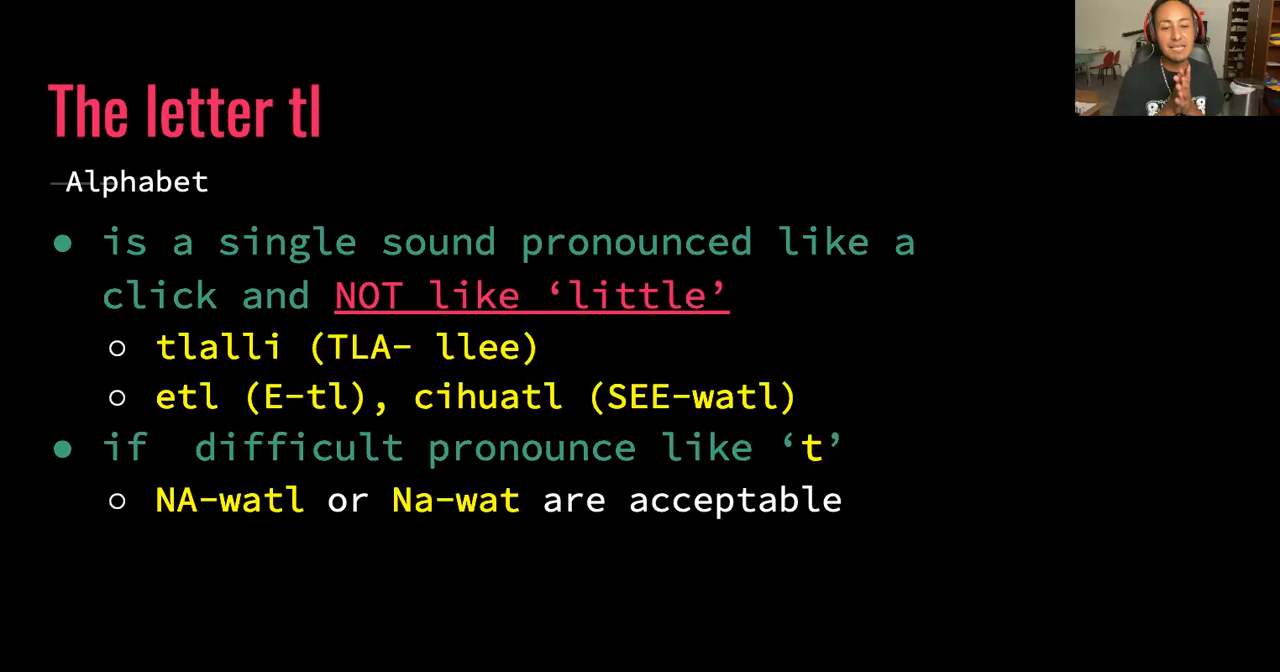 The letter tl
Alphabet
● is a single sound pronounced like a
click and NOT like ‘little’
○ tlalli (TLA- llee)
○ etl (E-tl), cihuatl (SEE-watl)
● if  difficult pronounce like ‘t’
○ NA-watl or Na-wat are acceptable